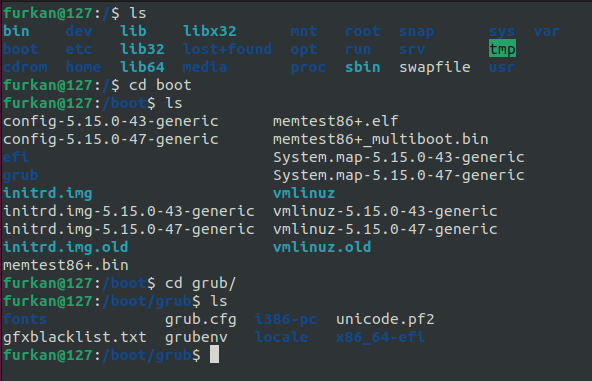 furkan@127:/$ ls
bin dev lib libx32 mnt root snap sys var
boot etc lib32 lost+found opt run srv tmp
cdrom home lib64 media proc sbin swapfile usr
furkan@127:/$ cd boot
furkan@127:/boot$ ls
config-5.15.0-43-generic memtest86+.elf
config-5.15.0-47-generic memtest86+_multiboot.bin
efi System.map-5.15.0-43-generic
grub System.map-5.15.0-47-generic
initrd.img vmlinuz
initrd.img-5.15.0-43-generic vmlinuz-5.15.0-43-generic
initrd.img-5.15.0-47-generic vmlinuz-5.15.0-47-generic
initrd.img.old vmlinuz.old
memtest86+.bin
furkan@127:/boot$ cd grub/
furkan@127:/boot/grub$ ls
fonts grub.cfg i386-pc unicode.pf2
gfxblacklist.txt grubenv locale x86_64-efi
furkan@127:/boot/grub$